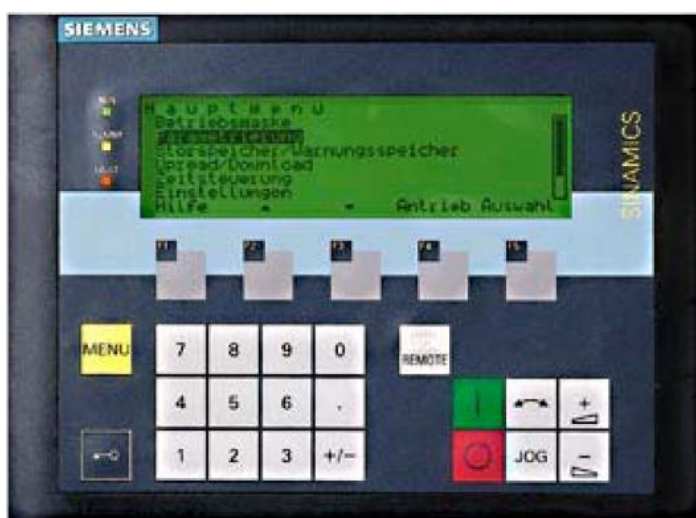 SIEMENS
Hauptmenu
Betriebsmaske
Parametrierung
Störspeicher/Warnungsspeicher
Upread/Download
Zeitsteuerung
Einstellungen
Hilfe Antrieb Auswahl
SINAMICS
F1 F2 F3 F4 F5
MENU 7 8 9 0 REMOTE
4 5 6 .
1 2 3 +/- JOG
+
-